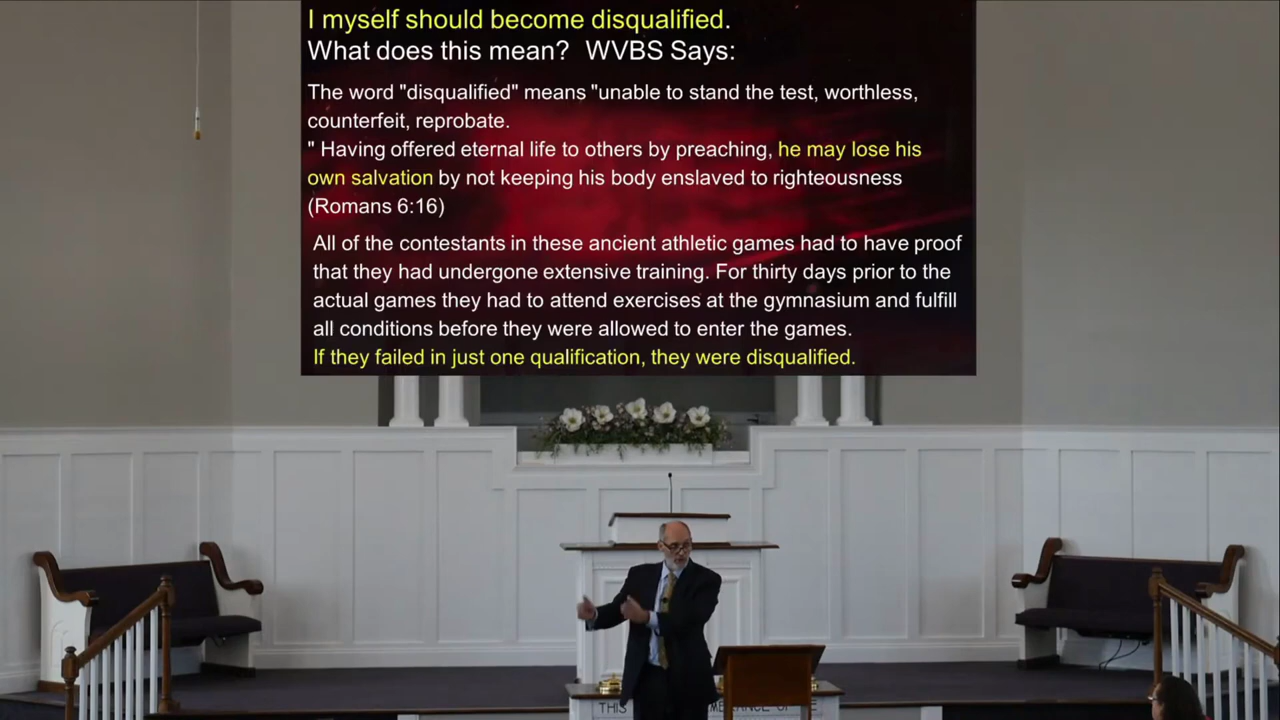 I myself should become disqualified.
What does this mean?  WVBS Says:
The word "disqualified" means "unable to stand the test, worthless,
counterfeit, reprobate.
" Having offered eternal life to others by preaching, he may lose his
own salvation by not keeping his body enslaved to righteousness
(Romans 6:16)
All of the contestants in these ancient athletic games had to have proof
that they had undergone extensive training. For thirty days prior to the
actual games they had to attend exercises at the gymnasium and fulfill
all conditions before they were allowed to enter the games.
If they failed in just one qualification, they were disqualified.
THIS